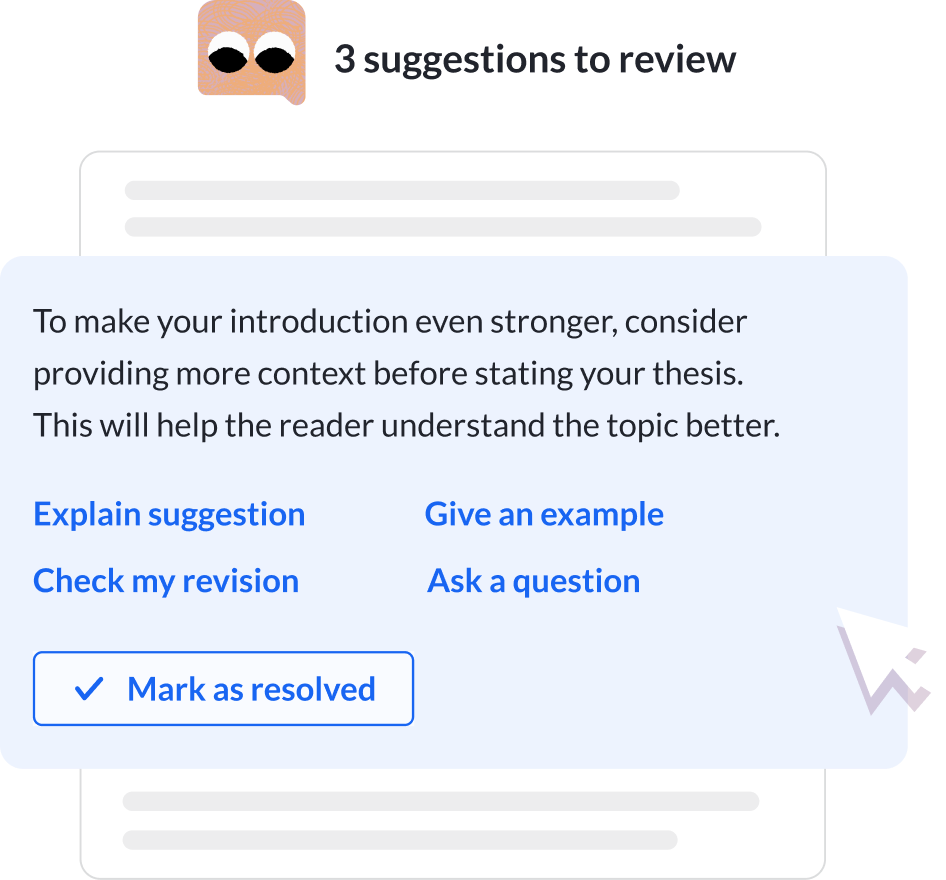 3 suggestions to review
To make your introduction even stronger, consider
providing more context before stating your thesis.
This will help the reader understand the topic better.
Explain suggestion
Give an example
Check my revision
Ask a question
Mark as resolved